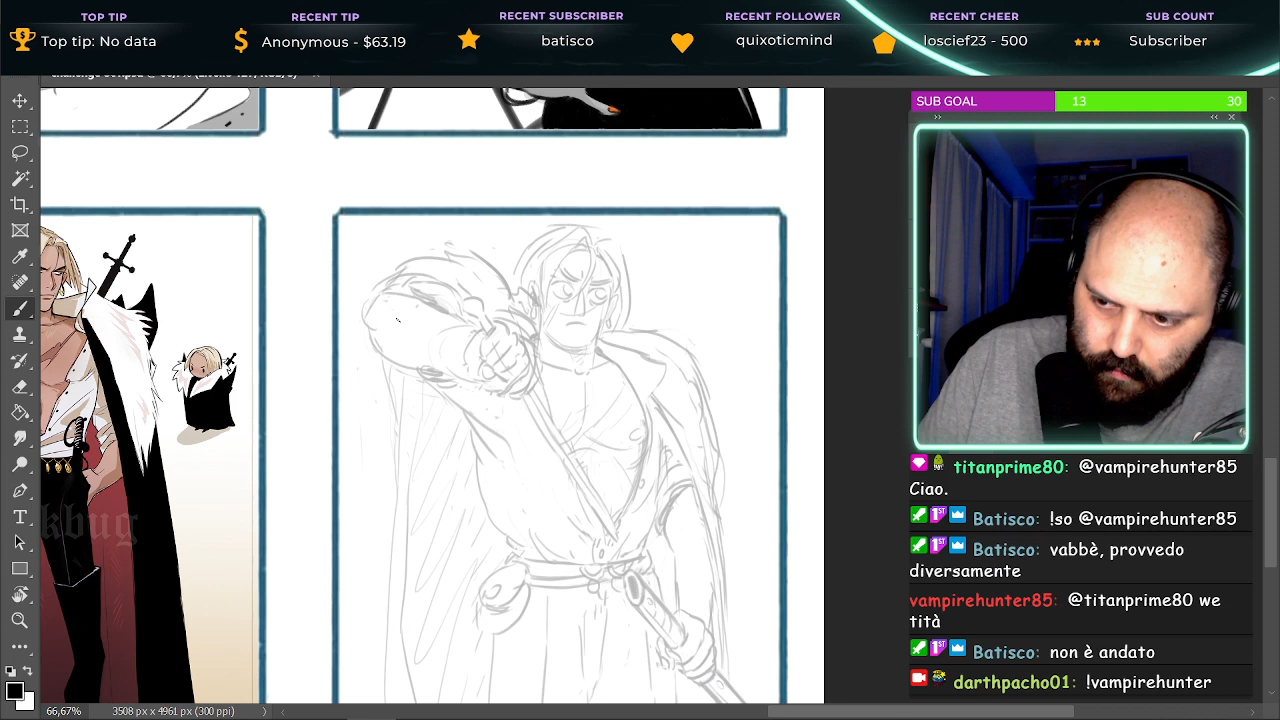 TOP TIP
Top tip: No data
RECENT TIP
Anonymous - $63.19
RECENT SUBSCRIBER
batisco
RECENT FOLLOWER
quixoticmind
RECENT CHEER
loscief23 - 500
SUB COUNT
Subscriber
SUB GOAL 13 30
kbug
titanprime80: @vampirehunter85
Ciao.
Batisco: !so @vampirehunter85
Batisco: vabbè, provvedo
diversamente
vampirehunter85: @titanprime80 we
tità
Batisco: non è andato
darthpacho01: !vampirehunter
66,67% 3508 px x 4961 px (300 ppi)